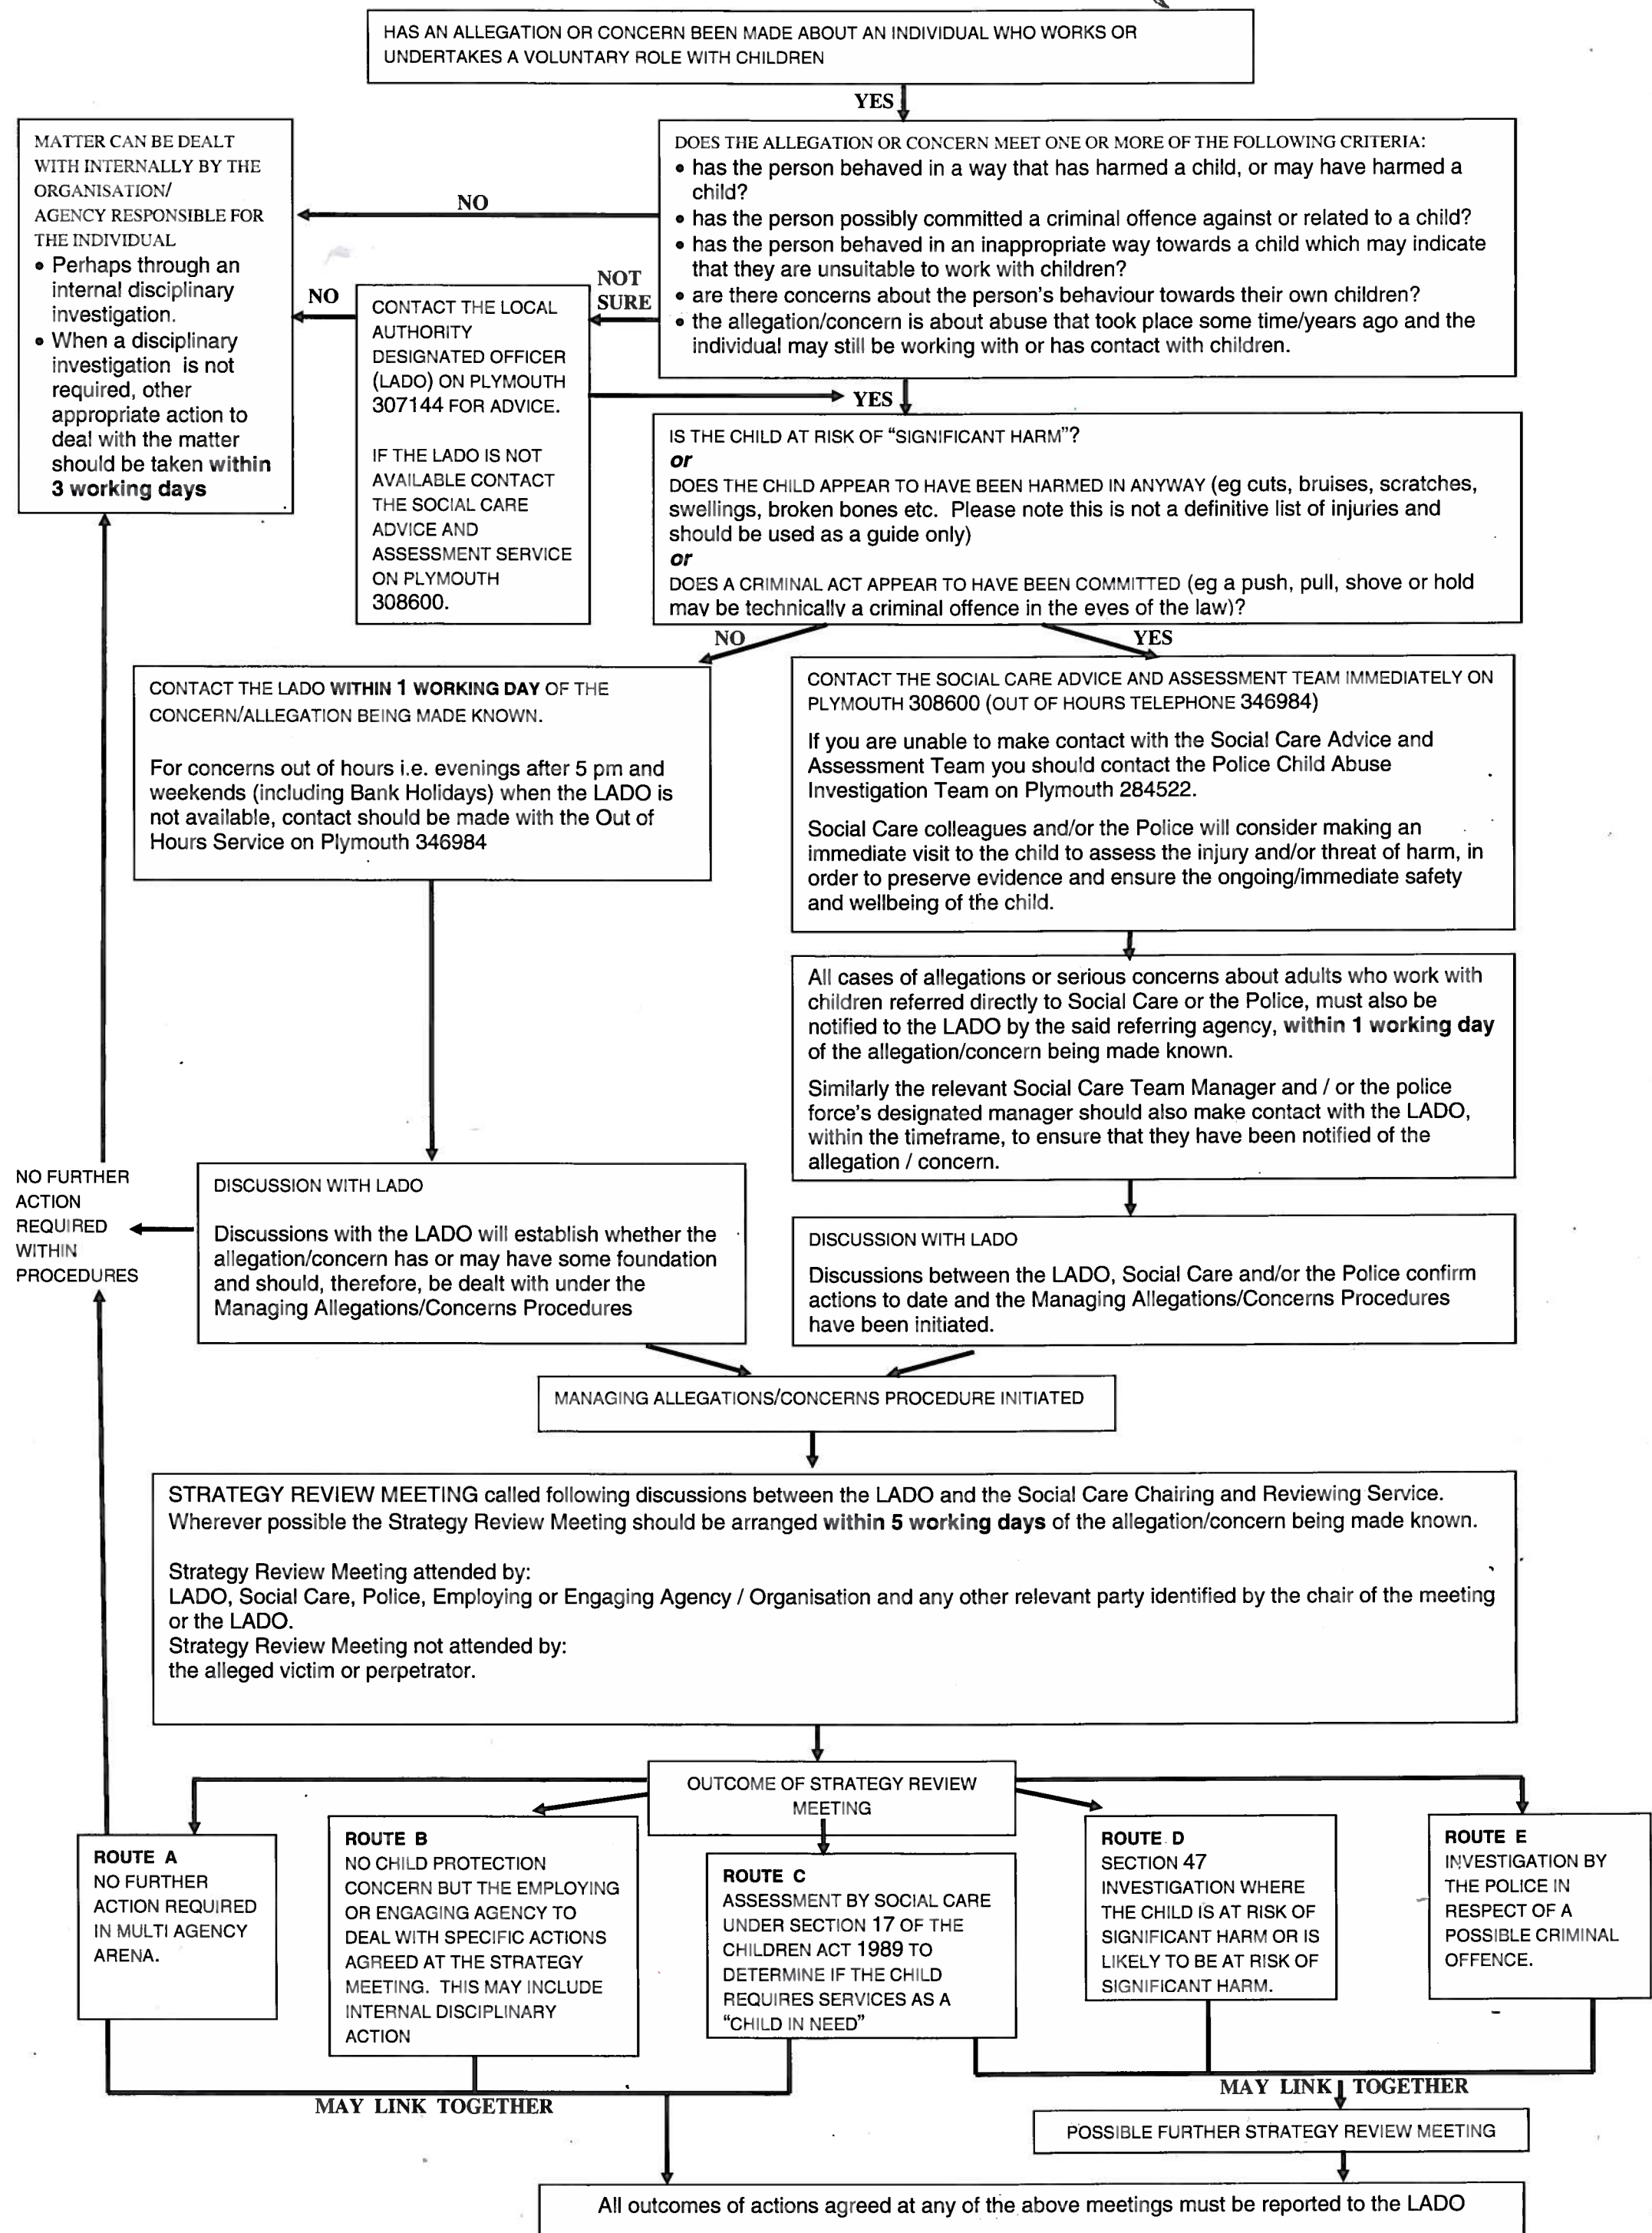 HAS AN ALLEGATION OR CONCERN BEEN MADE ABOUT AN INDIVIDUAL WHO WORKS OR
UNDERTAKES A VOLUNTARY ROLE WITH CHILDREN
YES
DOES THE ALLEGATION OR CONCERN MEET ONE OR MORE OF THE FOLLOWING CRITERIA:
• has the person behaved in a way that has harmed a child, or may have harmed a
child?
• has the person possibly committed a criminal offence against or related to a child?
• has the person behaved in an inappropriate way towards a child which may indicate
that they are unsuitable to work with children?
• are there concerns about the person's behaviour towards their own children?
• the allegation/concern is about abuse that took place some time/years ago and the
individual may still be working with or has contact with children.
NO
MATTER CAN BE DEALT
WITH INTERNALLY BY THE
ORGANISATION/
AGENCY RESPONSIBLE FOR
THE INDIVIDUAL
• Perhaps through an
internal disciplinary
investigation.
• When a disciplinary
investigation is not
required, other
appropriate action to
deal with the matter
should be taken within
3 working days
NOT
SURE
NO
CONTACT THE LOCAL
AUTHORITY
DESIGNATED OFFICER
(LADO) ON PLYMOUTH
307144 FOR ADVICE.
IF THE LADO IS NOT
AVAILABLE CONTACT
THE SOCIAL CARE
ADVICE AND
ASSESSMENT SERVICE
ON PLYMOUTH
308600.
YES
IS THE CHILD AT RISK OF "SIGNIFICANT HARM"?
or
DOES THE CHILD APPEAR TO HAVE BEEN HARMED IN ANYWAY (eg cuts, bruises, scratches,
swellings, broken bones etc. Please note this is not a definitive list of injuries and
should be used as a guide only)
or
DOES A CRIMINAL ACT APPEAR TO HAVE BEEN COMMITTED (eg a push, pull, shove or hold
may be technically a criminal offence in the eyes of the law)?
NO
YES
CONTACT THE LADO WITHIN 1 WORKING DAY OF THE
CONCERN/ALLEGATION BEING MADE KNOWN.
For concerns out of hours i.e. evenings after 5 pm and
weekends (including Bank Holidays) when the LADO is
not available, contact should be made with the Out of
Hours Service on Plymouth 346984
CONTACT THE SOCIAL CARE ADVICE AND ASSESSMENT TEAM IMMEDIATELY ON
PLYMOUTH 308600 (OUT OF HOURS TELEPHONE 346984)
If you are unable to make contact with the Social Care Advice and
Assessment Team you should contact the Police Child Abuse
Investigation Team on Plymouth 284522.
Social Care colleagues and/or the Police will consider making an
immediate visit to the child to assess the injury and/or threat of harm, in
order to preserve evidence and ensure the ongoing/immediate safety
and wellbeing of the child.
All cases of allegations or serious concerns about adults who work with
children referred directly to Social Care or the Police, must also be
notified to the LADO by the said referring agency, within 1 working day
of the allegation/concern being made known.
Similarly the relevant Social Care Team Manager and / or the police
force's designated manager should also make contact with the LADO,
within the timeframe, to ensure that they have been notified of the
allegation / concern.
NO FURTHER
ACTION
REQUIRED
WITHIN
PROCEDURES
DISCUSSION WITH LADO
Discussions with the LADO will establish whether the
allegation/concern has or may have some foundation
and should, therefore, be dealt with under the
Managing Allegations/Concerns Procedures
DISCUSSION WITH LADO
Discussions between the LADO, Social Care and/or the Police confirm
actions to date and the Managing Allegations/Concerns Procedures
have been initiated.
MANAGING ALLEGATIONS/CONCERNS PROCEDURE INITIATED
STRATEGY REVIEW MEETING called following discussions between the LADO and the Social Care Chairing and Reviewing Service.
Wherever possible the Strategy Review Meeting should be arranged within 5 working days of the allegation/concern being made known.
Strategy Review Meeting attended by:
LADO, Social Care, Police, Employing or Engaging Agency / Organisation and any other relevant party identified by the chair of the meeting
or the LADO.
Strategy Review Meeting not attended by:
the alleged victim or perpetrator.
OUTCOME OF STRATEGY REVIEW
MEETING
ROUTE A
NO FURTHER
ACTION REQUIRED
IN MULTI AGENCY
ARENA.
ROUTE B
NO CHILD PROTECTION
CONCERN BUT THE EMPLOYING
OR ENGAGING AGENCY TO
DEAL WITH SPECIFIC ACTIONS
AGREED AT THE STRATEGY
MEETING. THIS MAY INCLUDE
INTERNAL DISCIPLINARY
ACTION
ROUTE C
ASSESSMENT BY SOCIAL CARE
UNDER SECTION 17 OF THE
CHILDREN ACT 1989 TO
DETERMINE IF THE CHILD
REQUIRES SERVICES AS A
"CHILD IN NEED"
ROUTE D
SECTION 47
INVESTIGATION WHERE
THE CHILD IS AT RISK OF
SIGNIFICANT HARM OR IS
LIKELY TO BE AT RISK OF
SIGNIFICANT HARM.
ROUTE E
INVESTIGATION BY
THE POLICE IN
RESPECT OF A
POSSIBLE CRIMINAL
OFFENCE.
MAY LINK TOGETHER
MAY LINK TOGETHER
POSSIBLE FURTHER STRATEGY REVIEW MEETING
All outcomes of actions agreed at any of the above meetings must be reported to the LADO